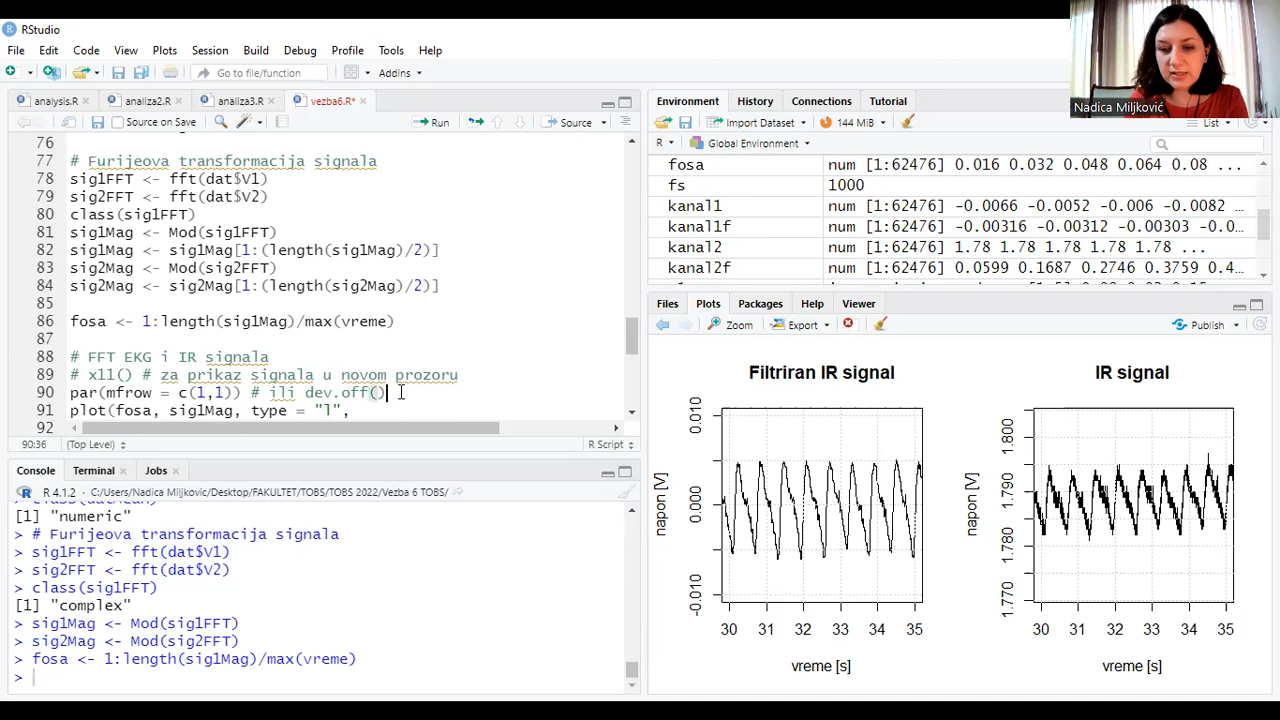 RStudio
File Edit Code View Plots Session Build Debug Profile Tools Help
Go to file/function Addins
analysis.R analiza2.R analiza3.R vezba6.R*
Source on Save Run Source
76
77 # Furijeova transformacija signala
78 sig1FFT <- fft(dat$V1)
79 sig2FFT <- fft(dat$V2)
80 class(sig1FFT)
81 sig1Mag <- Mod(sig1FFT)
82 sig1Mag <- sig1Mag[1:(length(sig1Mag)/2)]
83 sig2Mag <- Mod(sig2FFT)
84 sig2Mag <- sig2Mag[1:(length(sig2Mag)/2)]
85
86 fosa <- 1:length(sig1Mag)/max(vreme)
87
88 # FFT EKG i IR signala
89 # x11() # za prikaz signala u novom prozoru
90 par(mfrow = c(1,1)) # ili dev.off()
91 plot(fosa, sig1Mag, type = "l",
92
90:36 (Top Level) R Script
Console Terminal Jobs
R 4.1.2 · C:/Users/Nadica Miljkovic/Desktop/FAKULTET/TOBS/TOBS 2022/Vezba 6 TOBS/
[1] "numeric"
> # Furijeova transformacija signala
> sig1FFT <- fft(dat$V1)
> sig2FFT <- fft(dat$V2)
> class(sig1FFT)
[1] "complex"
> sig1Mag <- Mod(sig1FFT)
> sig2Mag <- Mod(sig2FFT)
> fosa <- 1:length(sig1Mag)/max(vreme)
>
Nadica Miljković
Environment History Connections Tutorial
Import Dataset 144 MiB List
R Global Environment
fosa num [1:62476] 0.016 0.032 0.048 0.064 0.08 ...
fs 1000
kanal1 num [1:62476] -0.0066 -0.0052 -0.006 -0.0082 ...
kanal1f num [1:62476] -0.00316 -0.00312 -0.00303 -0.0...
kanal2 num [1:62476] 1.78 1.78 1.78 1.78 1.78 ...
kanal2f num [1:62476] 0.0599 0.1687 0.2746 0.3759 0.4...
Files Plots Packages Help Viewer
Zoom Export Publish
Filtriran IR signal
napon [V]
0.010
0.000
-0.010
30 31 32 33 34 35
vreme [s]
IR signal
napon [V]
1.800
1.790
1.780
1.770
30 31 32 33 34 35
vreme [s]